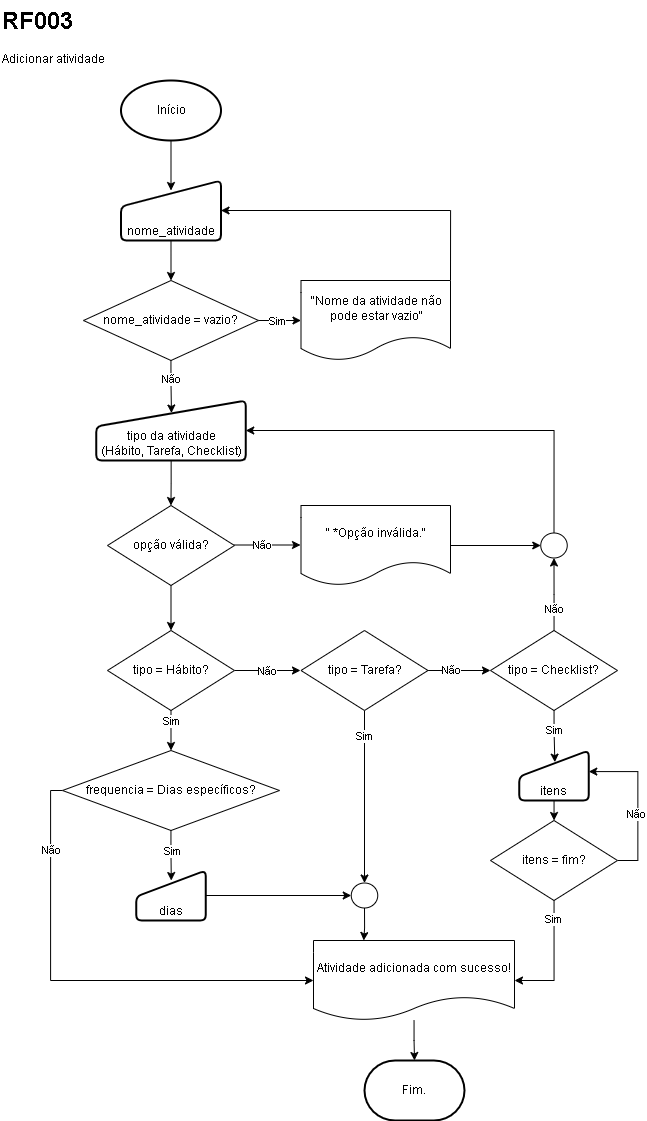 RF003
Adicionar atividade
Início
nome_atividade
nome_atividade = vazio?
Sim
"Nome da atividade não
pode estar vazio"
Não
tipo da atividade
(Hábito, Tarefa, Checklist)
opção válida?
Não
" *Opção inválida."
Não
tipo = Hábito?
Não
tipo = Tarefa?
Não
tipo = Checklist?
Sim
Sim
Sim
frequencia = Dias específicos?
itens
Não
Não
Sim
itens = fim?
dias
Sim
Atividade adicionada com sucesso!
Fim.